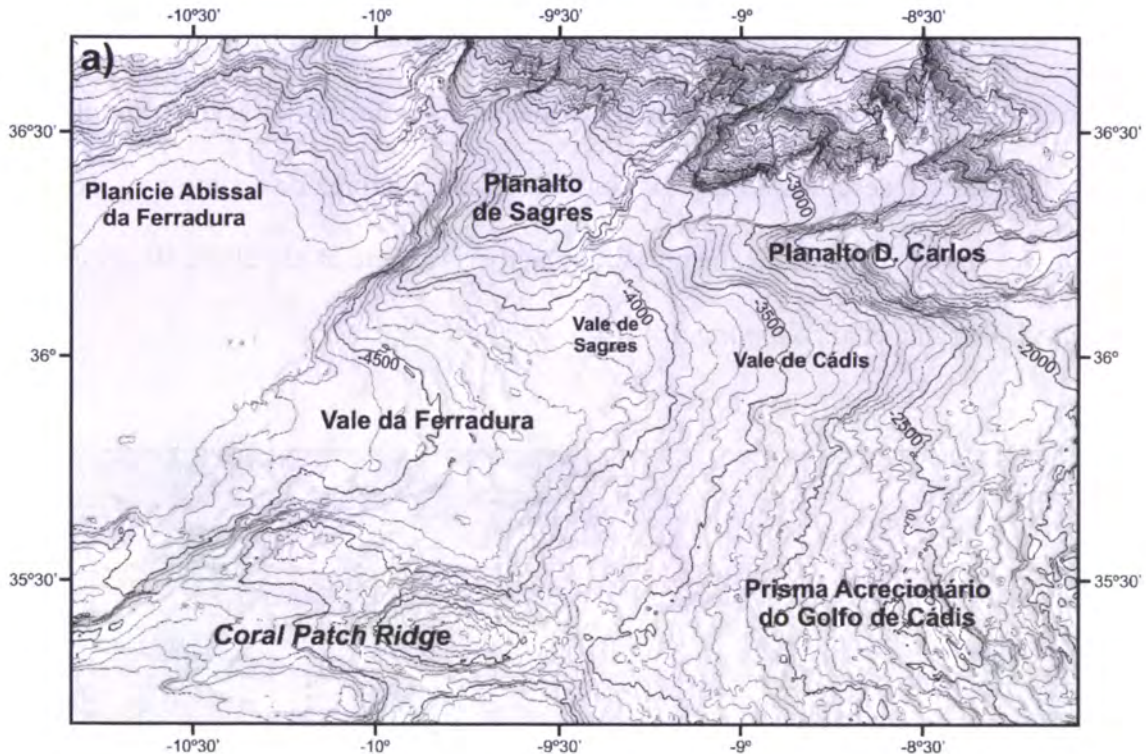 -10º30' -10º -9º30' -9º -8º30'
a)
36º30' 36º30'
Planície Abissal
da Ferradura
Planalto
de Sagres
-3000
Planalto D. Carlos
-4000
-3500
Vale de
Sagres
Vale de Cádis
-2000
36º 36º
-4500
Vale da Ferradura
-2500
35º30' 35º30'
Prisma Acrecionário
do Golfo de Cádis
Coral Patch Ridge
-10º30' -10º -9º30' -9º -8º30'